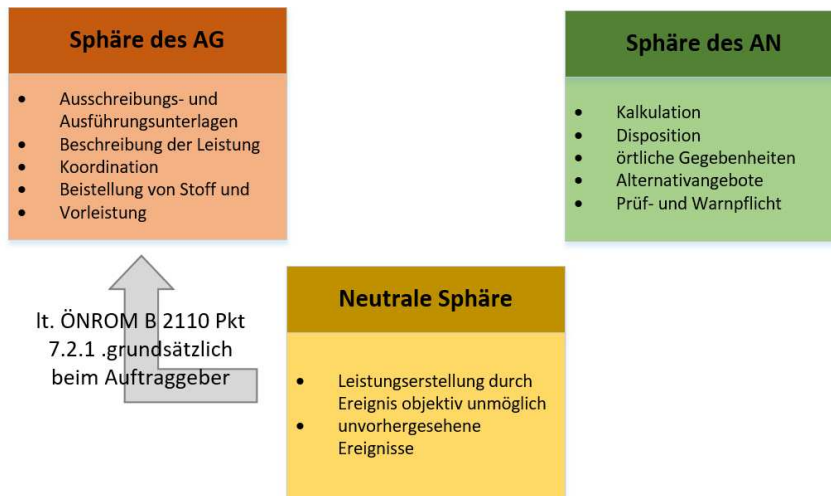 Sphäre des AG
• Ausschreibungs- und
Ausführungsunterlagen
• Beschreibung der Leistung
• Koordination
• Beistellung von Stoff und
• Vorleistung
Sphäre des AN
• Kalkulation
• Disposition
• örtliche Gegebenheiten
• Alternativangebote
• Prüf- und Warnpflicht
lt. ÖNROM B 2110 Pkt
7.2.1 .grundsätzlich
beim Auftraggeber
Neutrale Sphäre
• Leistungserstellung durch
Ereignis objektiv unmöglich
• unvorhergesehene
Ereignisse